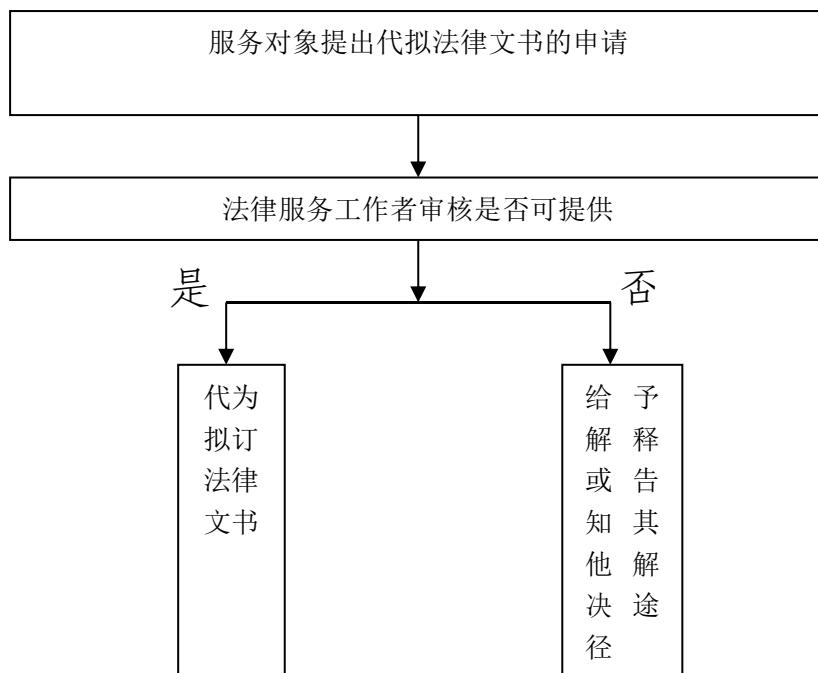 服务对象提出代拟法律文书的申请
法律服务工作者审核是否可提供
是
否
代为
拟订
法律
文书
给予
解释
或告
知其
他解
决途
径